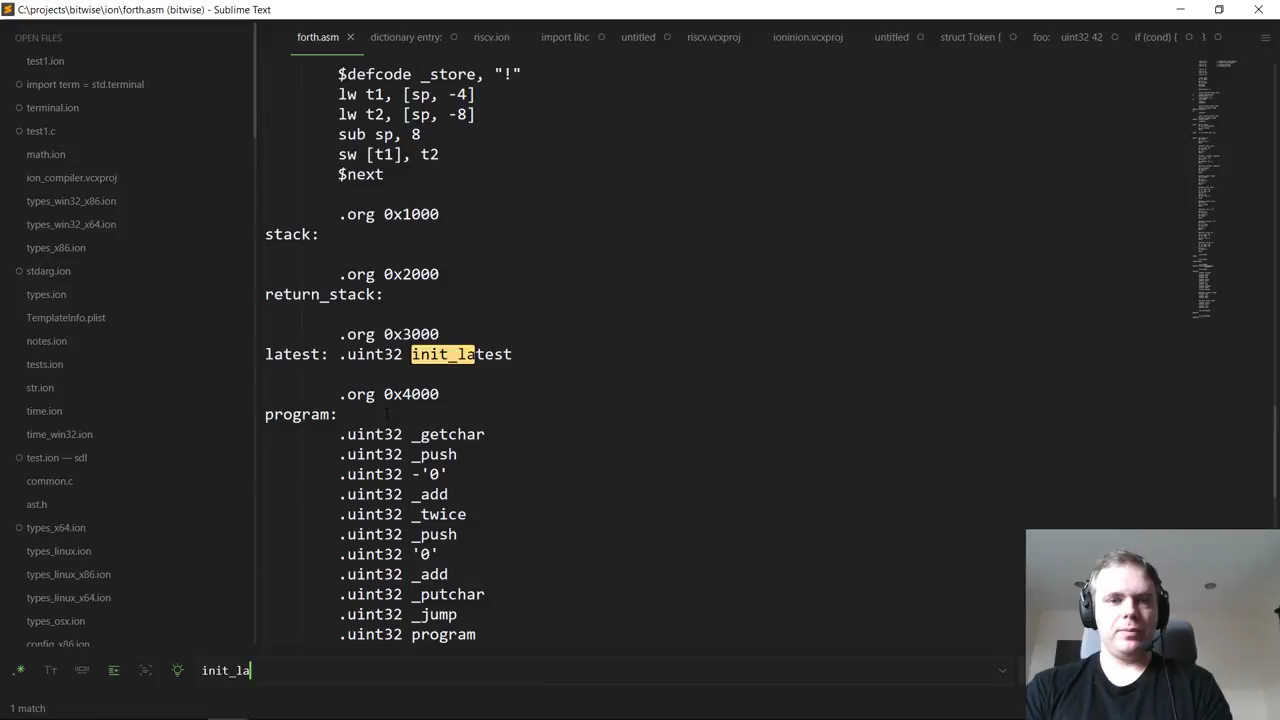 C:\projects\bitwise\ion\forth.asm (bitwise) - Sublime Text
OPEN FILES
test1.ion
import term = std.terminal
terminal.ion
test1.c
math.ion
ion_compiler.vcxproj
types_win32_x86.ion
types_win32_x64.ion
types_x86.ion
stdarg.ion
types.ion
TemplateInfo.plist
notes.ion
tests.ion
str.ion
time.ion
time_win32.ion
test.ion — sdl
common.c
ast.h
types_x64.ion
types_linux.ion
types_linux_x86.ion
types_linux_x64.ion
types_osx.ion
config_x86.ion
forth.asm
dictionary entry:
riscv.ion
import libc
untitled
riscv.vcxproj
ioninion.vcxproj
untitled
struct Token {
foo: uint32 42
if (cond) {
}
$defcode _store, "!"
lw t1, [sp, -4]
lw t2, [sp, -8]
sub sp, 8
sw [t1], t2
$next
.org 0x1000
stack:
.org 0x2000
return_stack:
.org 0x3000
latest: .uint32 init_latest
.org 0x4000
program:
.uint32 _getchar
.uint32 _push
.uint32 -'0'
.uint32 _add
.uint32 _twice
.uint32 _push
.uint32 '0'
.uint32 _add
.uint32 _putchar
.uint32 _jump
.uint32 program
init_la
1 match